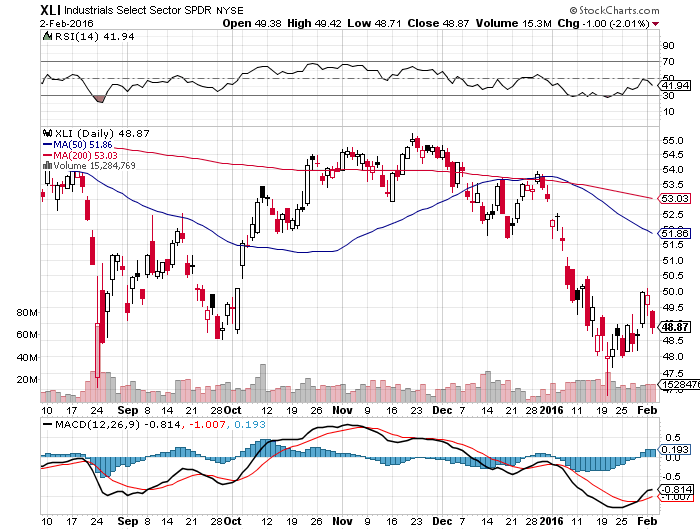 XLI Industrials Select Sector SPDR NYSE © StockCharts.com
2-Feb-2016 Open 49.38 High 49.42 Low 48.71 Close 48.87 Volume 15.3M Chg -1.00 (-2.01%)
RSI(14) 41.94
90
70
50
41.94
30
10
XLI (Daily) 48.87
MA(50) 51.86
MA(200) 53.03
Volume 15,284,769
55.0
54.5
54.0
53.5
53.03
52.5
51.86
51.5
51.0
50.5
50.0
49.5
80M
48.87
60M
48.5
40M
48.0
47.5
20M
1528476
10 17 24 Sep 8 14 21 28 Oct 12 19 26 Nov 9 16 23 Dec 7 14 21 28 2016 11 19 25 Feb
MACD(12,26,9) -0.814, -1.007, 0.193
0.5
0.193
0.0
-0.5
-0.814
-1.007
10 17 24 Sep 8 14 21 28 Oct 12 19 26 Nov 9 16 23 Dec 7 14 21 28 2016 11 19 25 Feb